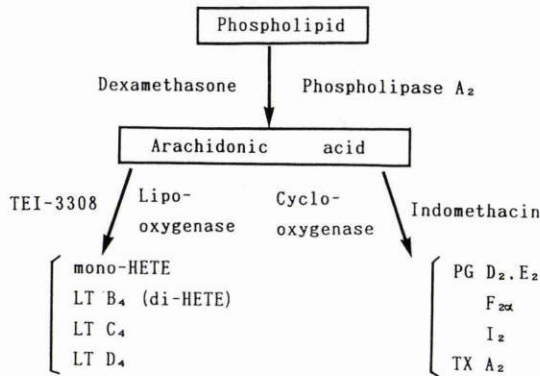 Phospholipid
Dexamethasone Phospholipase A₂
Arachidonic acid
TEI-3308
Lipo-
oxygenase
Cyclo-
oxygenase
Indomethacin
mono-HETE
LT B₄ (di-HETE)
LT C₄
LT D₄
PG D₂.E₂
F₂α
I₂
TX A₂